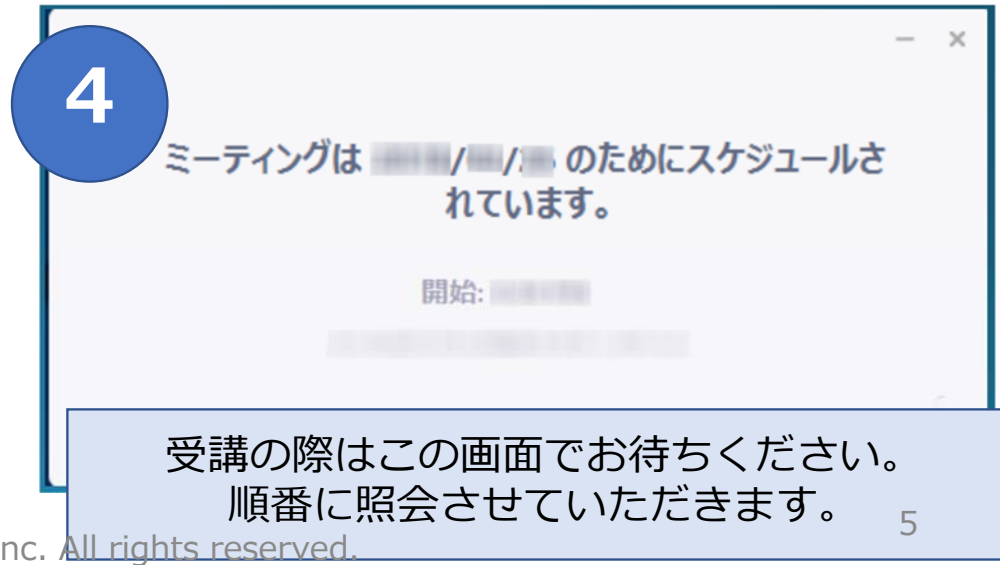 4
ミーティングは / / のためにスケジュールさ
れています。
開始:
受講の際はこの画面でお待ちください。
順番に照会させていただきます。
5
nc. All rights reserved.